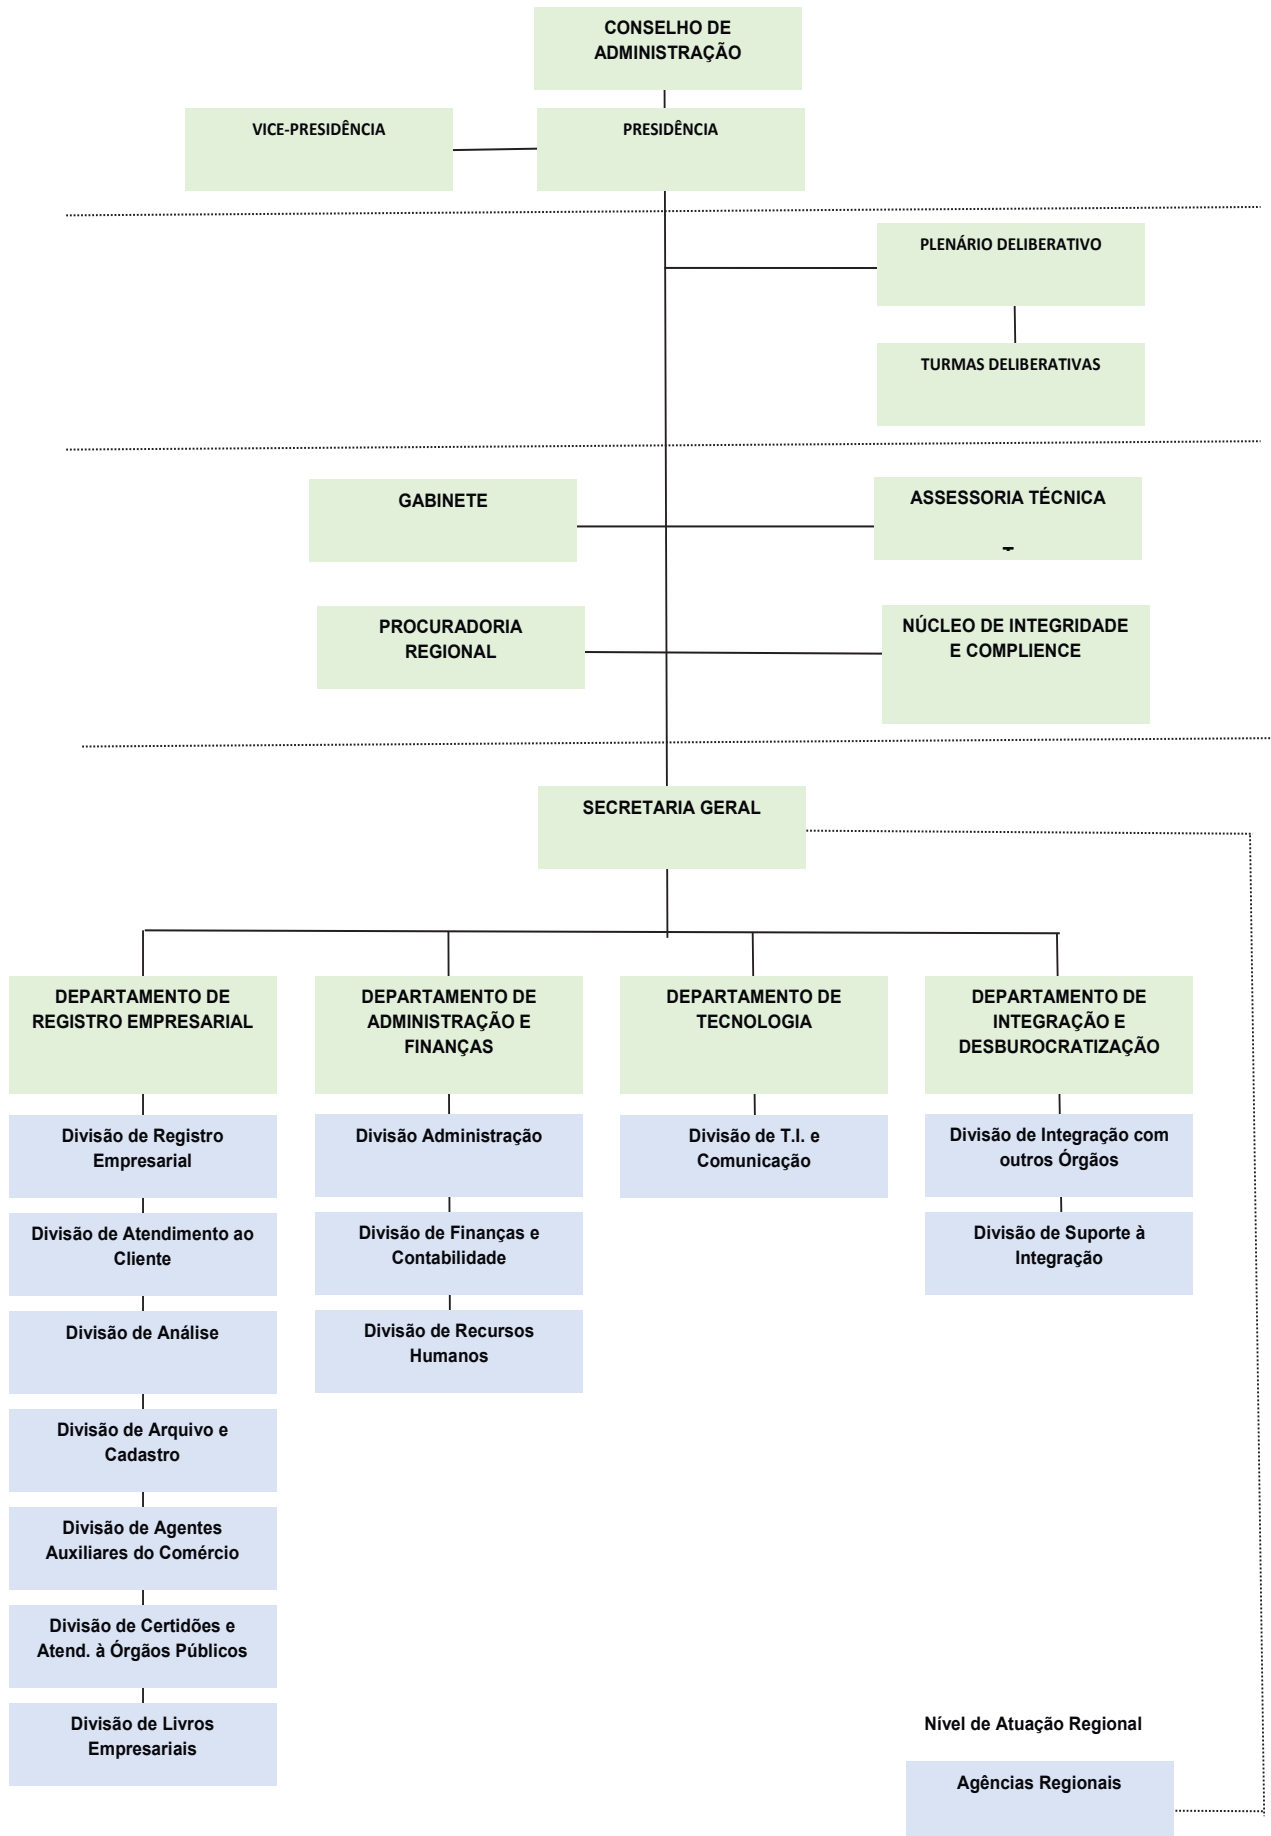 CONSELHO DE
ADMINISTRAÇÃO
VICE-PRESIDÊNCIA
PRESIDÊNCIA
PLENÁRIO DELIBERATIVO
TURMAS DELIBERATIVAS
GABINETE
ASSESSORIA TÉCNICA
PROCURADORIA
REGIONAL
NÚCLEO DE INTEGRIDADE
E COMPLIENCE
SECRETARIA GERAL
DEPARTAMENTO DE
REGISTRO EMPRESARIAL
DEPARTAMENTO DE
ADMINISTRAÇÃO E
FINANÇAS
DEPARTAMENTO DE
TECNOLOGIA
DEPARTAMENTO DE
INTEGRAÇÃO E
DESBUROCRATIZAÇÃO
Divisão de Registro
Empresarial
Divisão Administração
Divisão de T.I. e
Comunicação
Divisão de Integração com
outros Órgãos
Divisão de Atendimento ao
Cliente
Divisão de Finanças e
Contabilidade
Divisão de Suporte à
Integração
Divisão de Análise
Divisão de Recursos
Humanos
Divisão de Arquivo e
Cadastro
Divisão de Agentes
Auxiliares do Comércio
Divisão de Certidões e
Atend. à Órgãos Públicos
Divisão de Livros
Empresariais
Nível de Atuação Regional
Agências Regionais